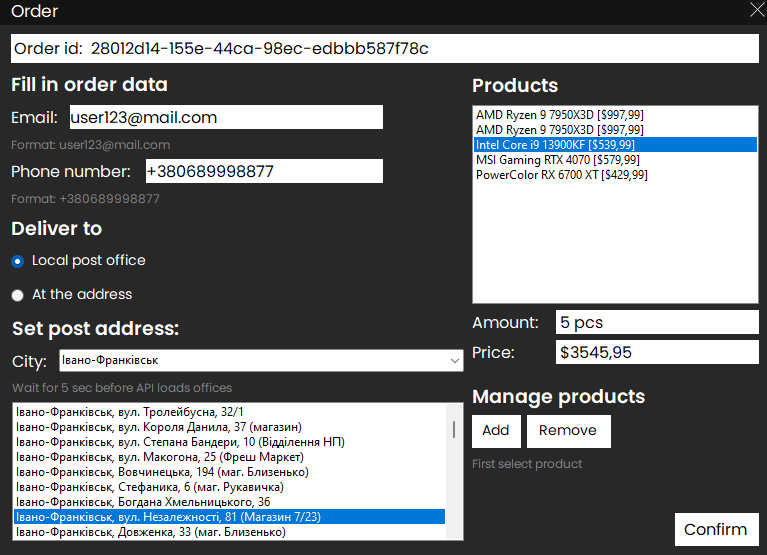 Order
Order id: 28012d14-155e-44ca-98ec-edbbb587f78c
Fill in order data
Email: user123@mail.com
Format: user123@mail.com
Phone number: +380689998877
Format: +380689998877
Deliver to
Local post office
At the address
Set post address:
City: Івано-Франківськ
Wait for 5 sec before API loads offices
Івано-Франківськ, вул. Тролейбусна, 32/1
Івано-Франківськ, вул. Короля Данила, 37 (магазин)
Івано-Франківськ, вул. Степана Бандери, 10 (Відділення НП)
Івано-Франківськ, вул. Макогона, 25 (Фреш Маркет)
Івано-Франківськ, Вовчинецька, 194 (маг. Близенько)
Івано-Франківськ, Стефаника, 6 (маг. Рукавичка)
Івано-Франківськ, Богдана Хмельницького, 36
Івано-Франківськ, вул. Незалежності, 81 (Магазин 7/23)
Івано-Франківськ, Довженка, 33 (маг. Близенько)
Products
AMD Ryzen 9 7950X3D [$997,99]
AMD Ryzen 9 7950X3D [$997,99]
Intel Core i9 13900KF [$539,99]
MSI Gaming RTX 4070 [$579,99]
PowerColor RX 6700 XT [$429,99]
Amount: 5 pcs
Price: $3545,95
Manage products
Add Remove
First select product
Confirm